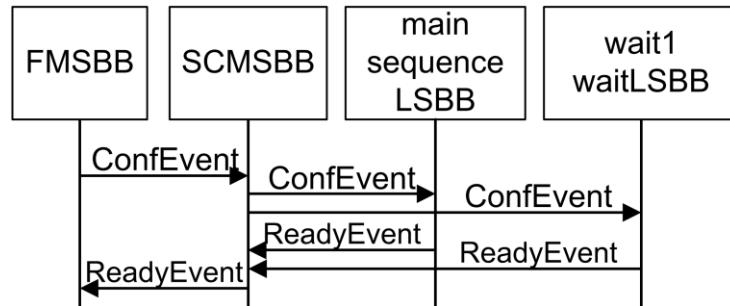 FMSBB
SCMSBB
main
sequence
LSBB
wait1
waitLSBB
ConfEvent
ConfEvent
ConfEvent
ReadyEvent
ReadyEvent
ReadyEvent